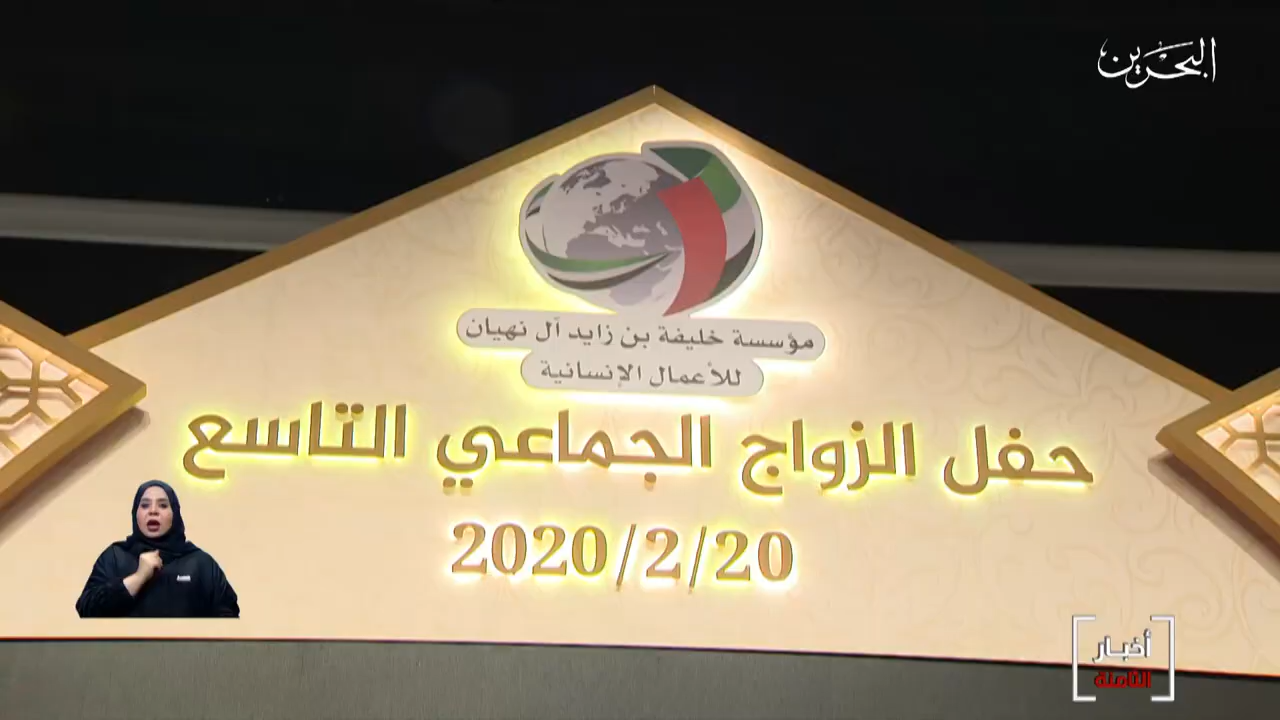 البحرين
مؤسسة خليفة بن زايد آل نهيان
للأعمال الإنسانية
حفل الزواج الجماعي التاسع
2020/2/20
أخبار
الثامنة